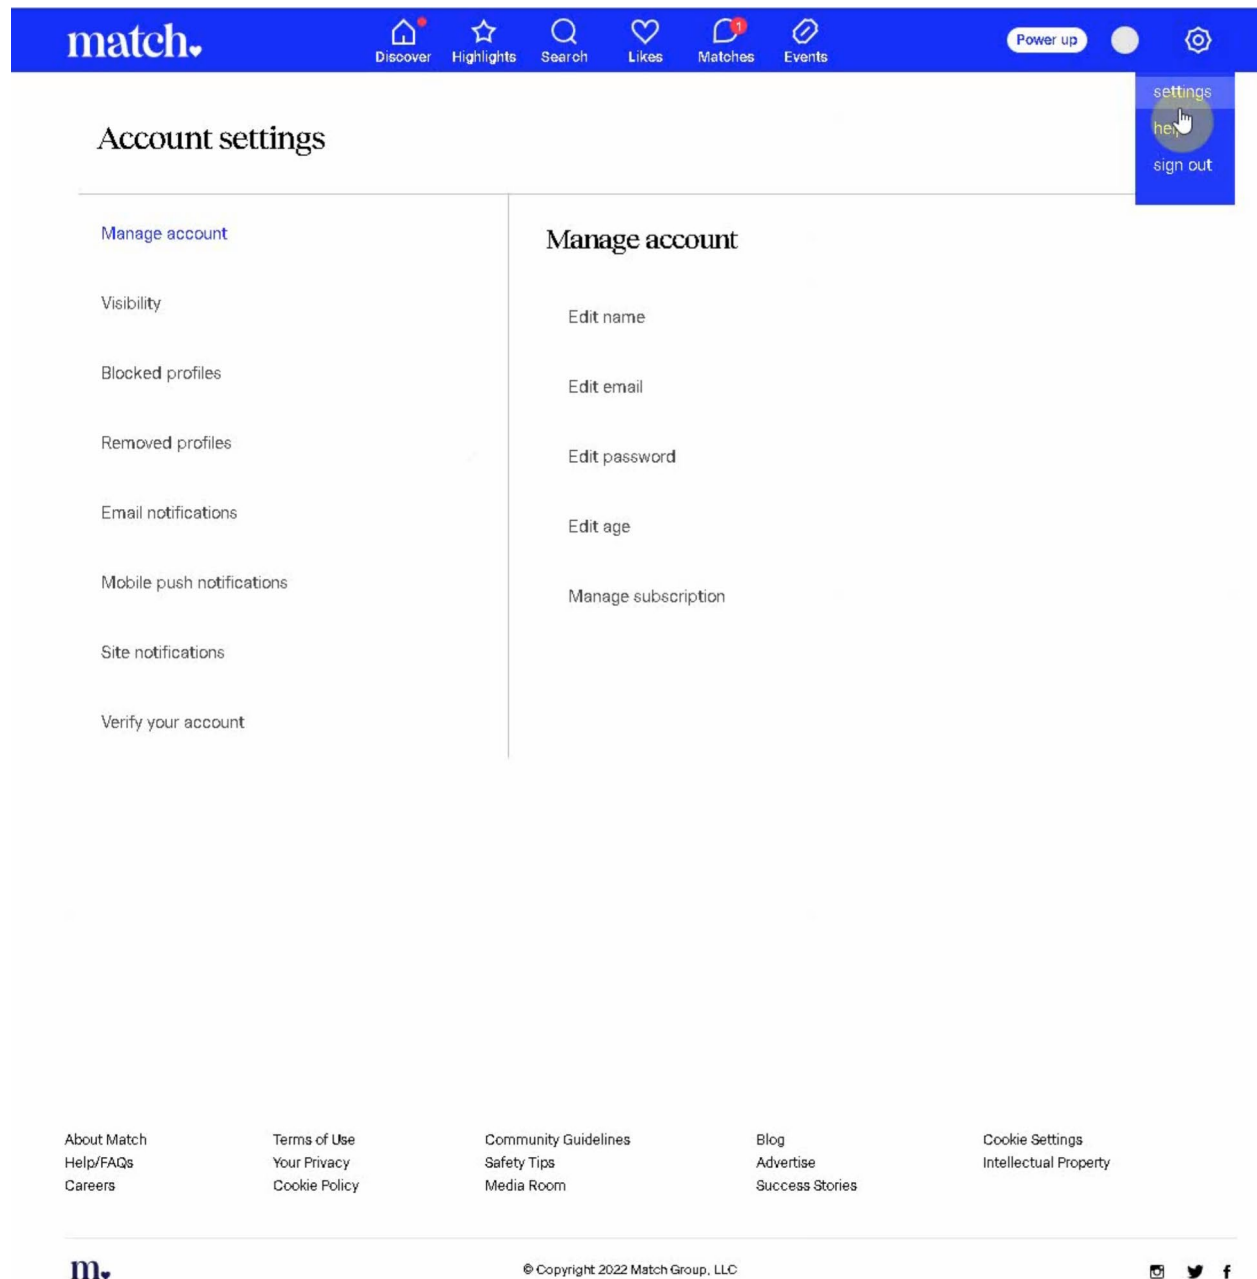 match
Discover
Highlights
Search
Likes
1
Matches
Events
Power up
settings
help
sign out
Account settings
Manage account
Visibility
Blocked profiles
Removed profiles
Email notifications
Mobile push notifications
Site notifications
Verify your account
Manage account
Edit name
Edit email
Edit password
Edit age
Manage subscription
About Match
Help/FAQs
Careers
Terms of Use
Your Privacy
Cookie Policy
Community Guidelines
Safety Tips
Media Room
Blog
Advertise
Success Stories
Cookie Settings
Intellectual Property
m
© Copyright 2022 Match Group, LLC